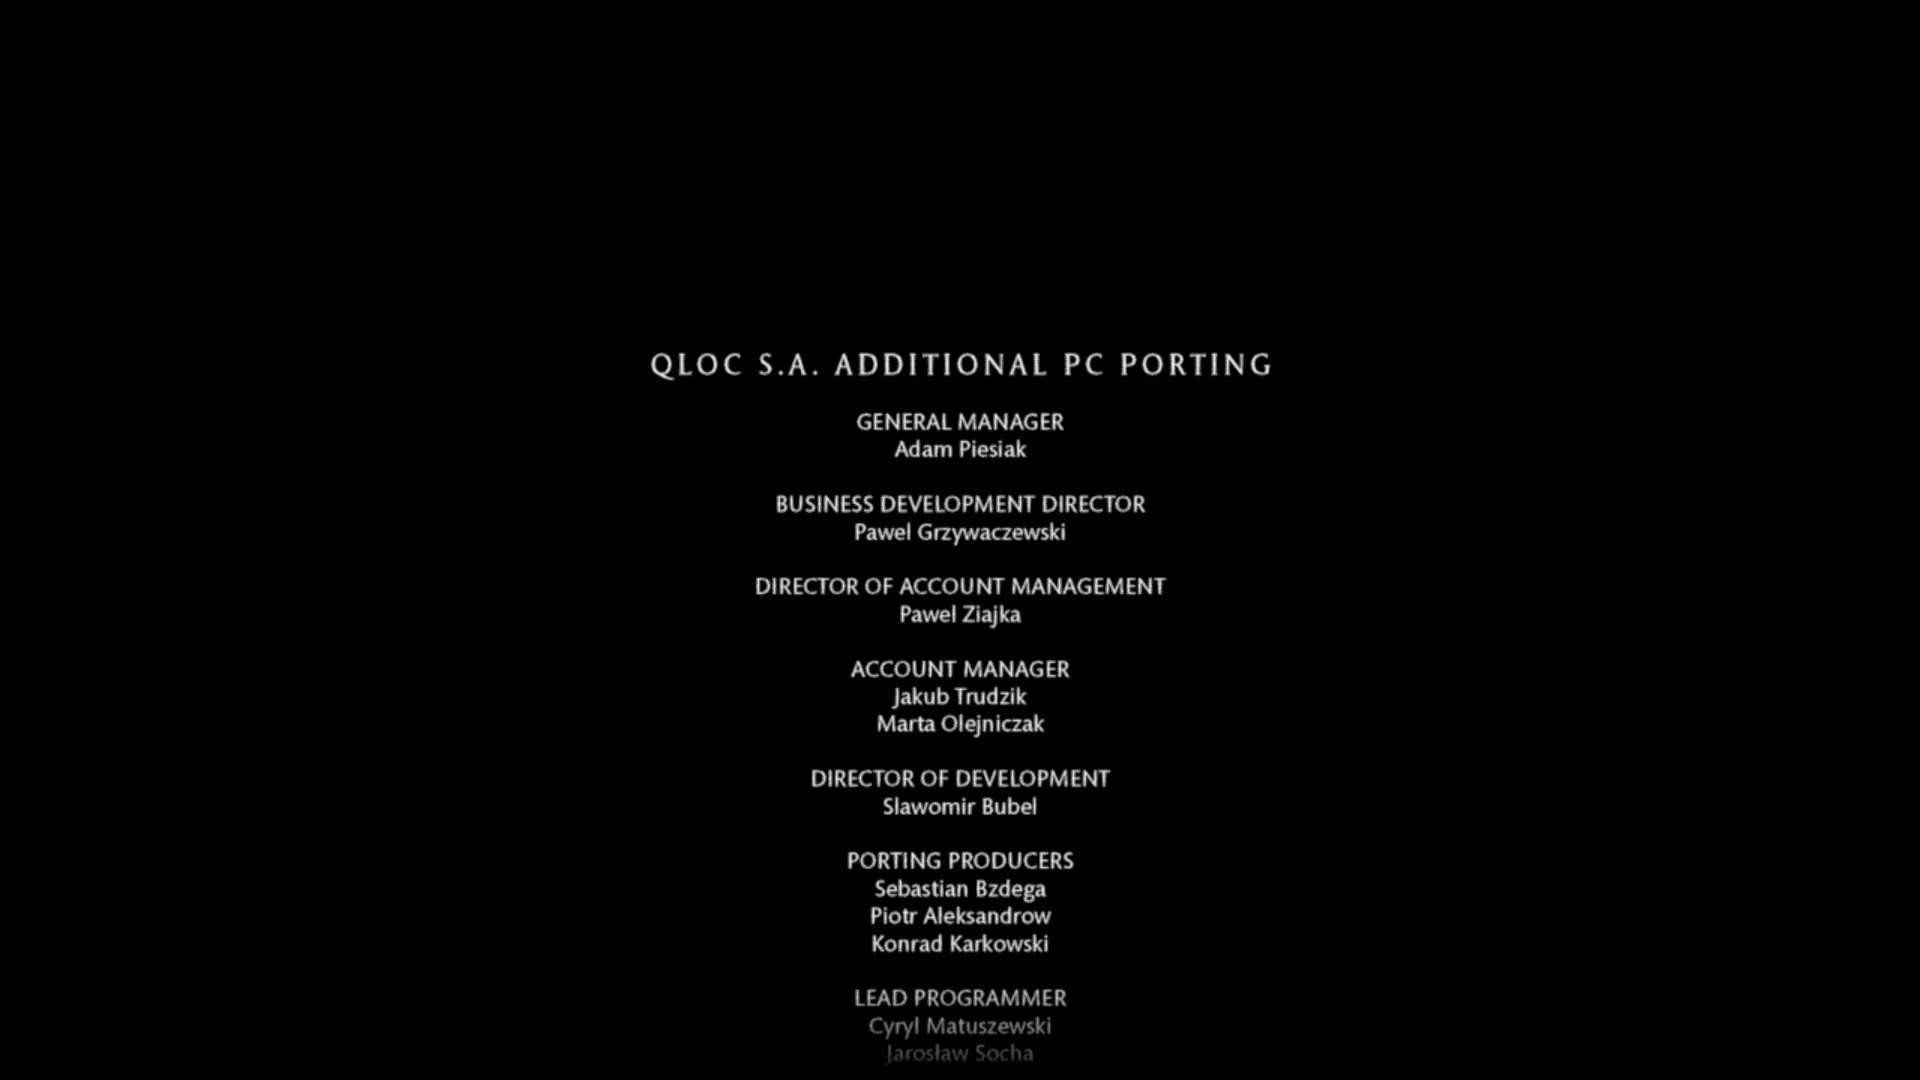 QLOC S.A. ADDITIONAL PC PORTING
GENERAL MANAGER
Adam Piesiak
BUSINESS DEVELOPMENT DIRECTOR
Pawel Grzywaczewski
DIRECTOR OF ACCOUNT MANAGEMENT
Pawel Ziajka
ACCOUNT MANAGER
Jakub Trudzik
Marta Olejniczak
DIRECTOR OF DEVELOPMENT
Slawomir Bubel
PORTING PRODUCERS
Sebastian Bzdega
Piotr Aleksandrow
Konrad Karkowski
LEAD PROGRAMMER
Cyryl Matuszewski
Jarosław Socha